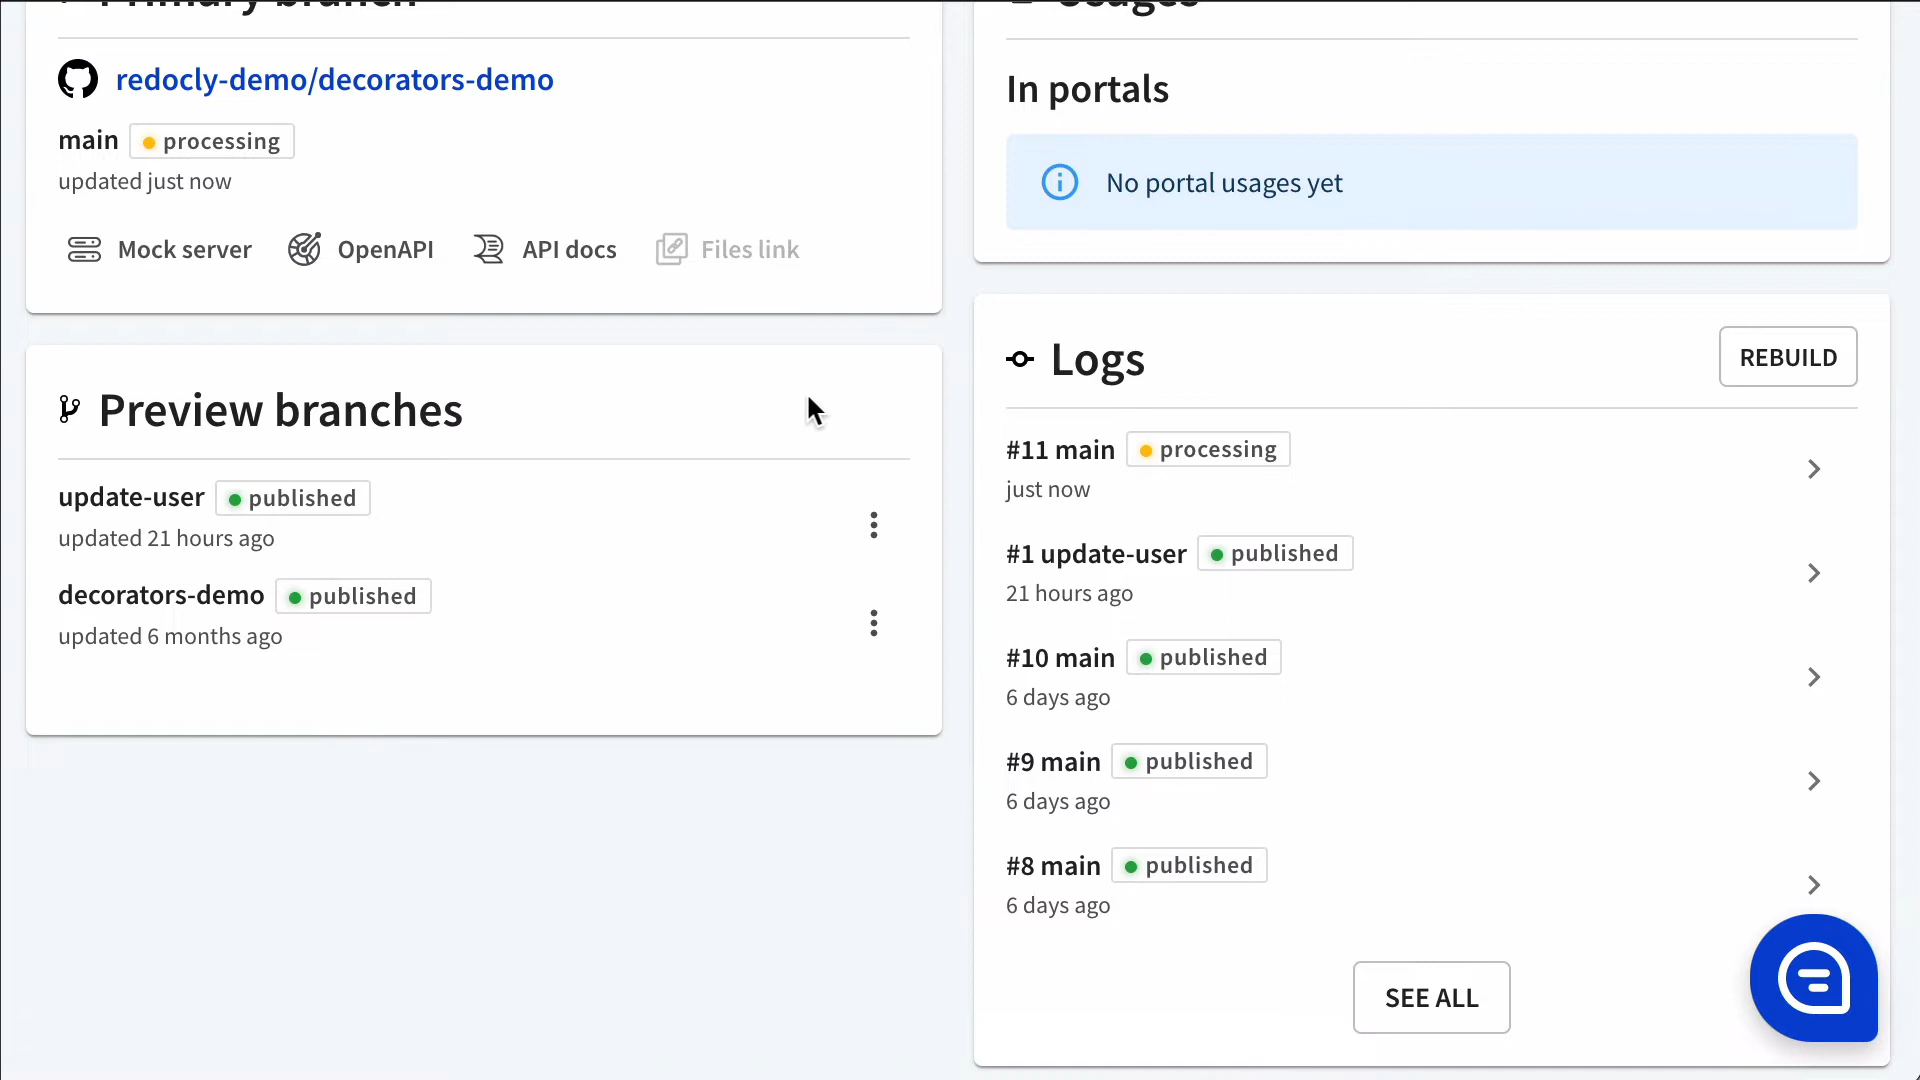 Primary branch
redocly-demo/decorators-demo
main processing
updated just now
Mock server OpenAPI API docs Files link
Preview branches
update-user published
updated 21 hours ago
decorators-demo published
updated 6 months ago
Usages
In portals
No portal usages yet
Logs REBUILD
#11 main processing
just now
#1 update-user published
21 hours ago
#10 main published
6 days ago
#9 main published
6 days ago
#8 main published
6 days ago
SEE ALL